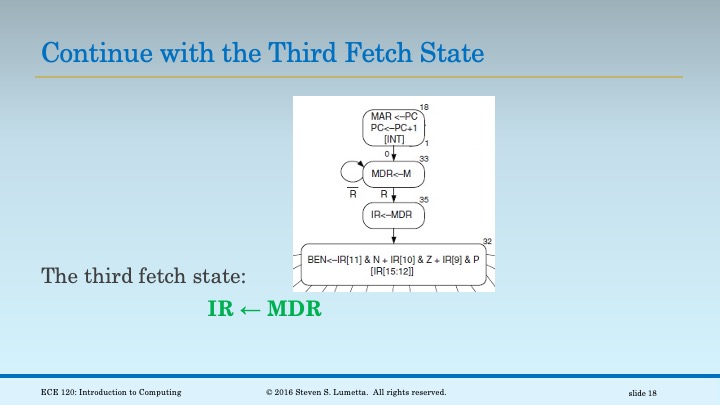 Continue with the Third Fetch State
18
MAR <–PC
PC<–PC+1
[INT]
1
0
33
MDR<–M
R̅
R
35
IR<–MDR
32
BEN<–IR[11] & N + IR[10] & Z + IR[9] & P
[IR[15:12]]
The third fetch state:
IR ← MDR
ECE 120: Introduction to Computing
© 2016 Steven S. Lumetta. All rights reserved.
slide 18